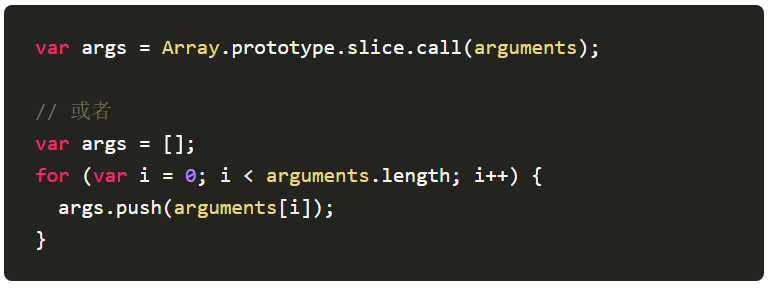 var args = Array.prototype.slice.call(arguments);
// 或者
var args = [];
for (var i = 0; i < arguments.length; i++) {
  args.push(arguments[i]);
}